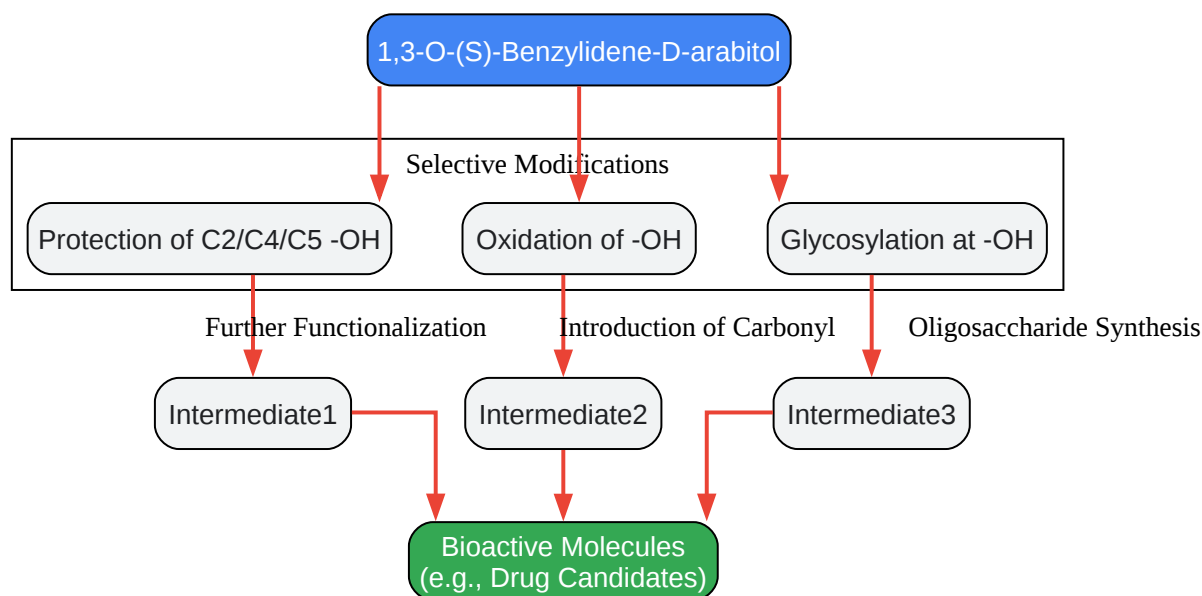 1,3-O-(S)-Benzylidene-D-arabitol
Selective Modifications
Protection of C2/C4/C5 -OH
Oxidation of -OH
Glycosylation at -OH
Further Functionalization
Introduction of Carbonyl
Oligosaccharide Synthesis
Intermediate1
Intermediate2
Intermediate3
Bioactive Molecules
(e.g., Drug Candidates)